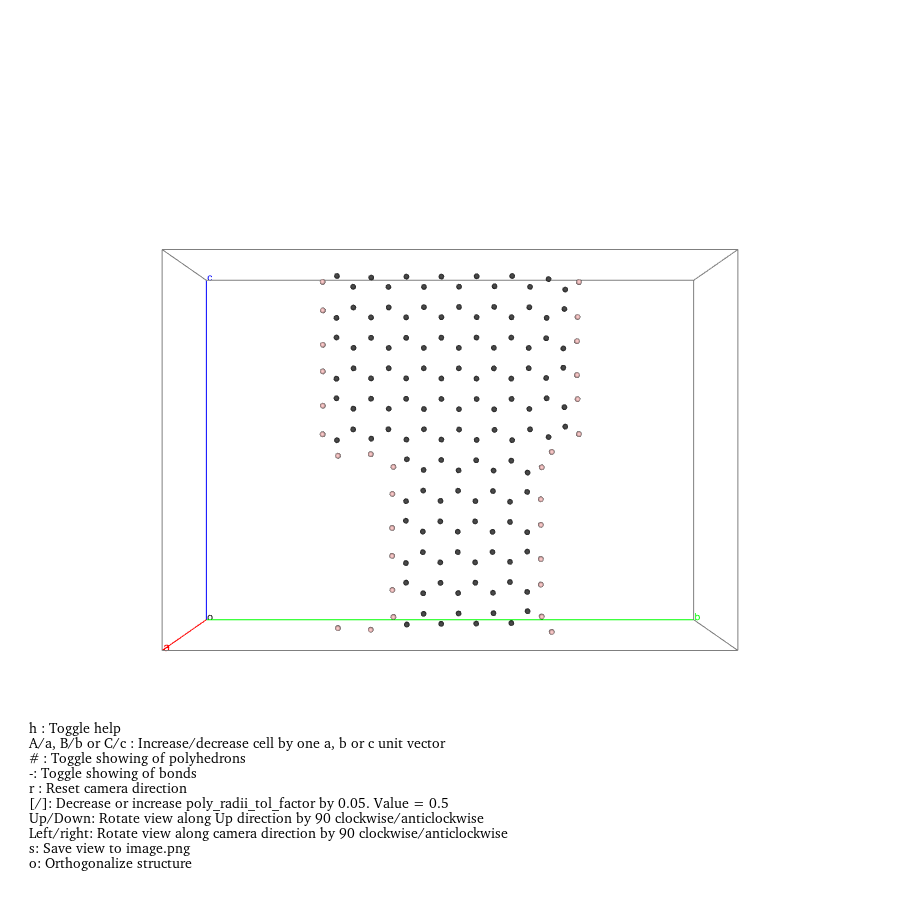 c
o
b
a
h : Toggle help
A/a, B/b or C/c : Increase/decrease cell by one a, b or c unit vector
# : Toggle showing of polyhedrons
-: Toggle showing of bonds
r : Reset camera direction
[/]: Decrease or increase poly_radii_tol_factor by 0.05. Value = 0.5
Up/Down: Rotate view along Up direction by 90 clockwise/anticlockwise
Left/right: Rotate view along camera direction by 90 clockwise/anticlockwise
s: Save view to image.png
o: Orthogonalize structure